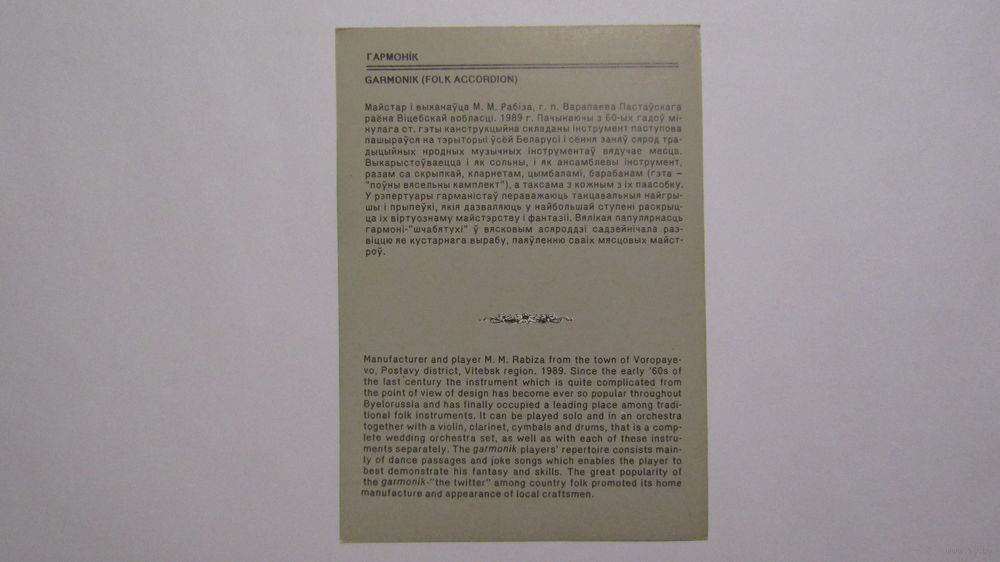 ГАРМОНІК
GARMONIK (FOLK ACCORDION)
Майстар і выканаўца М. М. Рабіза, г. п. Варапаева Пастаўскага
раёна Віцебскай вобласці. 1989 г. Пачынаючы з 60-ых гадоў мі-
нулага ст. гэты канструкцыйна складаны інструмент паступова
пашыраўся на тэрыторыі ўсёй Беларусі і сёння заняў сярод тра-
дыцыйных нродных музычных інструментаў вядучае месца.
Выкарыстоўваецца і як сольны, і як ансамблевы інструмент,
разам са скрыпкай, кларнетам, цымбаламі, барабанам (гэта –
"поўны вясельны камплект"), а таксама з кожным з іх паасобку.
У рэпертуары гарманістаў пераважаюць танцавальныя найгры-
шы і прыпеўкі, якія дазваляюць у найбольшай ступені раскрыц-
ца іх віртуознаму майстэрству і фантазіі. Вялікая папулярнасць
гармоні-"шчабятухі" ў вясковым асяроддзі садзейнічала раз-
віццю яе кустарнага вырабу, паяўленню сваіх мясцовых майст-
роў.
Manufacturer and player M. M. Rabiza from the town of Voropaye-
vo, Postavy district, Vitebsk region. 1989. Since the early '60s of
the last century the instrument which is quite complicated from
the point of view of design has become ever so popular throughout
Byelorussia and has finally occupied a leading place among tradi-
tional folk instruments. It can be played solo and in an orchestra
together with a violin, clarinet, cymbals and drums, that is a comp-
lete wedding orchestra set, as well as with each of these instru-
ments separately. The garmonik players' repertoire consists main-
ly of dance passages and joke songs which enables the player to
best demonstrate his fantasy and skills. The great popularity of
the garmonik-"the twitter" among country folk promoted its home
manufacture and appearance of local craftsmen.